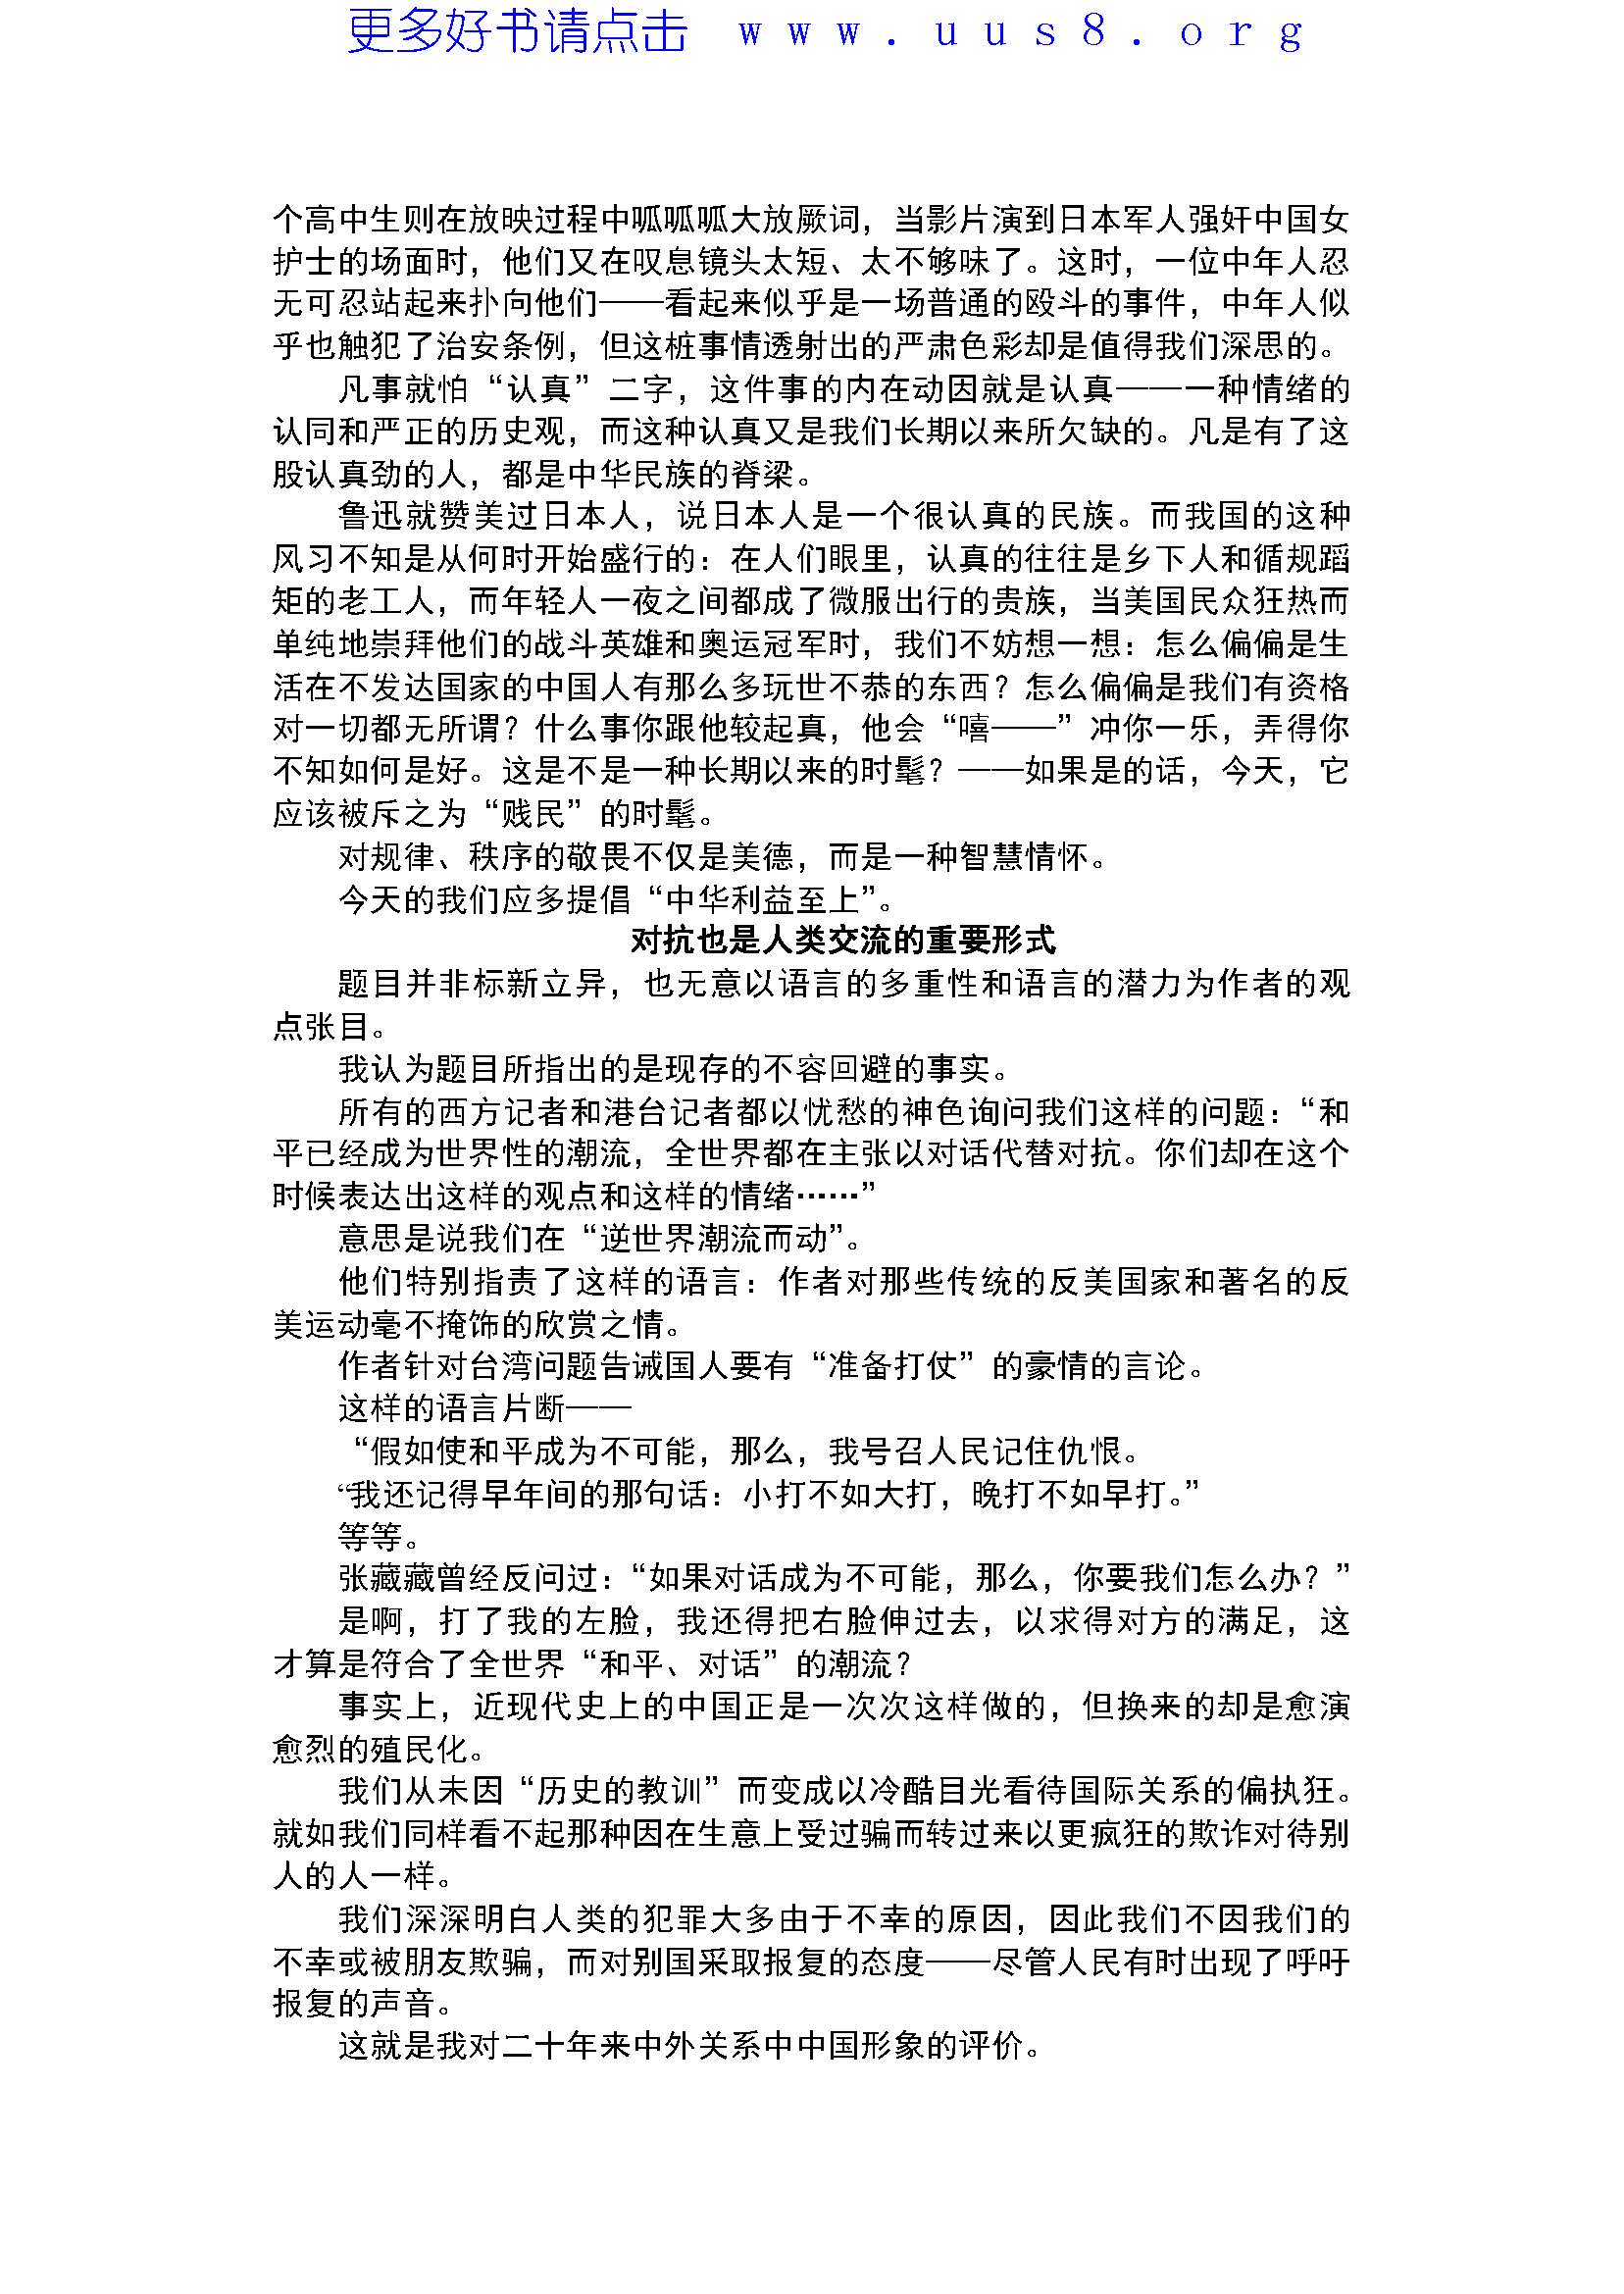 更多好书请点击 www.uus8.org
个高中生则在放映过程中呱呱呱大放厥词，当影片演到日本军人强奸中国女
护士的场面时，他们又在叹息镜头太短、太不够味了。这时，一位中年人忍
无可忍站起来扑向他们——看起来似乎是一场普通的殴斗的事件，中年人似
乎也触犯了治安条例，但这桩事情透射出的严肃色彩却是值得我们深思的。
凡事就怕“认真”二字，这件事的内在动因就是认真——一种情绪的
认同和严正的历史观，而这种认真又是我们长期以来所欠缺的。凡是有了这
股认真劲的人，都是中华民族的脊梁。
鲁迅就赞美过日本人，说日本人是一个很认真的民族。而我国的这种
风习不知是从何时开始盛行的：在人们眼里，认真的往往是乡下人和循规蹈
矩的老工人，而年轻人一夜之间都成了微服出行的贵族，当美国民众狂热而
单纯地崇拜他们的战斗英雄和奥运冠军时，我们不妨想一想：怎么偏偏是生
活在不发达国家的中国人有那么多玩世不恭的东西？怎么偏偏是我们有资格
对一切都无所谓？什么事你跟他较起真，他会“嘻——”冲你一乐，弄得你
不知如何是好。这是不是一种长期以来的时髦？——如果是的话，今天，它
应该被斥之为“贱民”的时髦。
对规律、秩序的敬畏不仅是美德，而是一种智慧情怀。
今天的我们应多提倡“中华利益至上”。
对抗也是人类交流的重要形式
题目并非标新立异，也无意以语言的多重性和语言的潜力为作者的观
点张目。
我认为题目所指出的是现存的不容回避的事实。
所有的西方记者和港台记者都以忧愁的神色询问我们这样的问题：“和
平已经成为世界性的潮流，全世界都在主张以对话代替对抗。你们却在这个
时候表达出这样的观点和这样的情绪……”
意思是说我们在“逆世界潮流而动”。
他们特别指责了这样的语言：作者对那些传统的反美国家和著名的反
美运动毫不掩饰的欣赏之情。
作者针对台湾问题告诫国人要有“准备打仗”的豪情的言论。
这样的语言片断——
“假如使和平成为不可能，那么，我号召人民记住仇恨。
“我还记得早年间的那句话：小打不如大打，晚打不如早打。”
等等。
张藏藏曾经反问过：“如果对话成为不可能，那么，你要我们怎么办？”
是啊，打了我的左脸，我还得把右脸伸过去，以求得对方的满足，这
才算是符合了全世界“和平、对话”的潮流？
事实上，近现代史上的中国正是一次次这样做的，但换来的却是愈演
愈烈的殖民化。
我们从未因“历史的教训”而变成以冷酷目光看待国际关系的偏执狂。
就如我们同样看不起那种因在生意上受过骗而转过来以更疯狂的欺诈对待别
人的人一样。
我们深深明白人类的犯罪大多由于不幸的原因，因此我们不因我们的
不幸或被朋友欺骗，而对别国采取报复的态度——尽管人民有时出现了呼吁
报复的声音。
这就是我对二十年来中外关系中中国形象的评价。